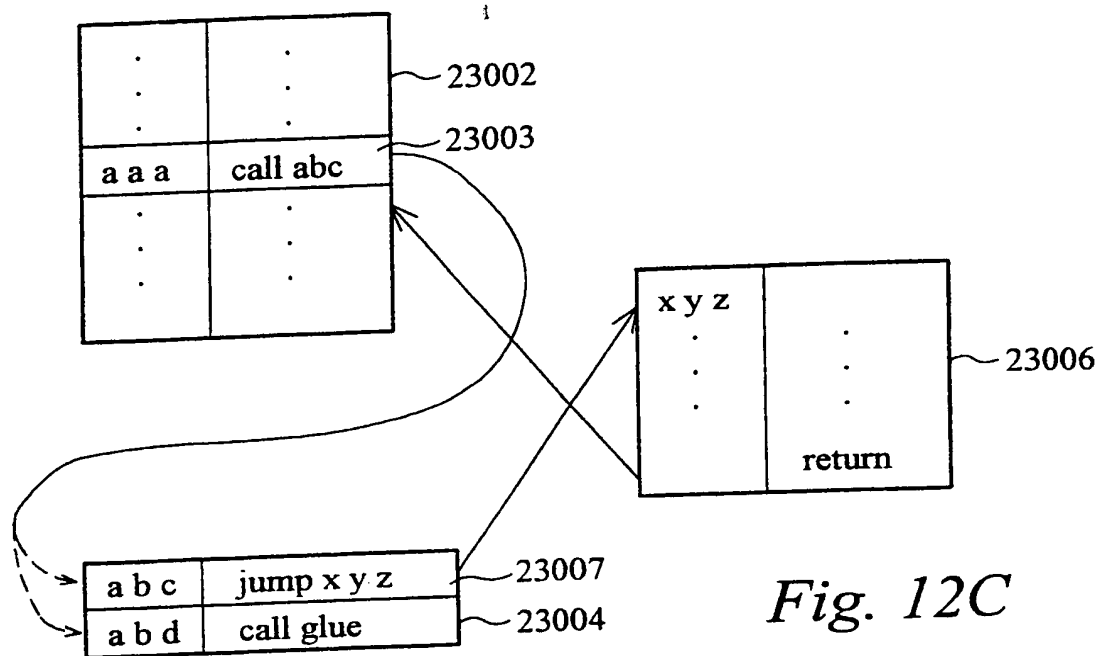 23002
23003
a a a call abc
x y z
23006
return
a b c jump x y z 23007
a b d call glue 23004
Fig. 12C